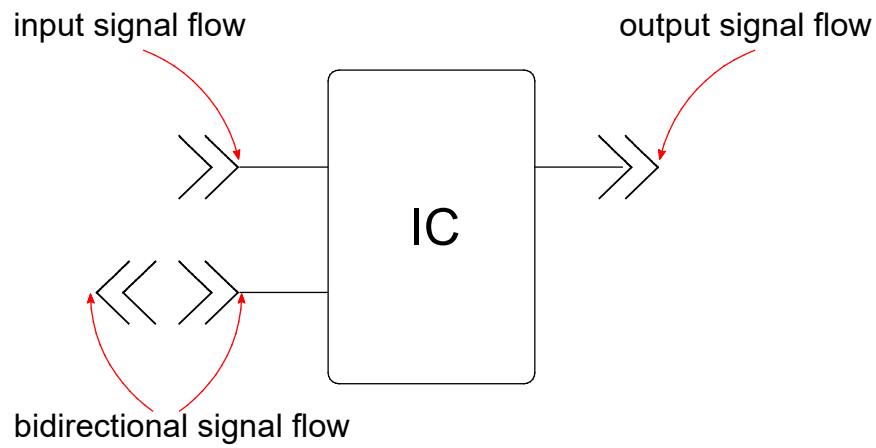 input signal flow
output signal flow
IC
bidirectional signal flow